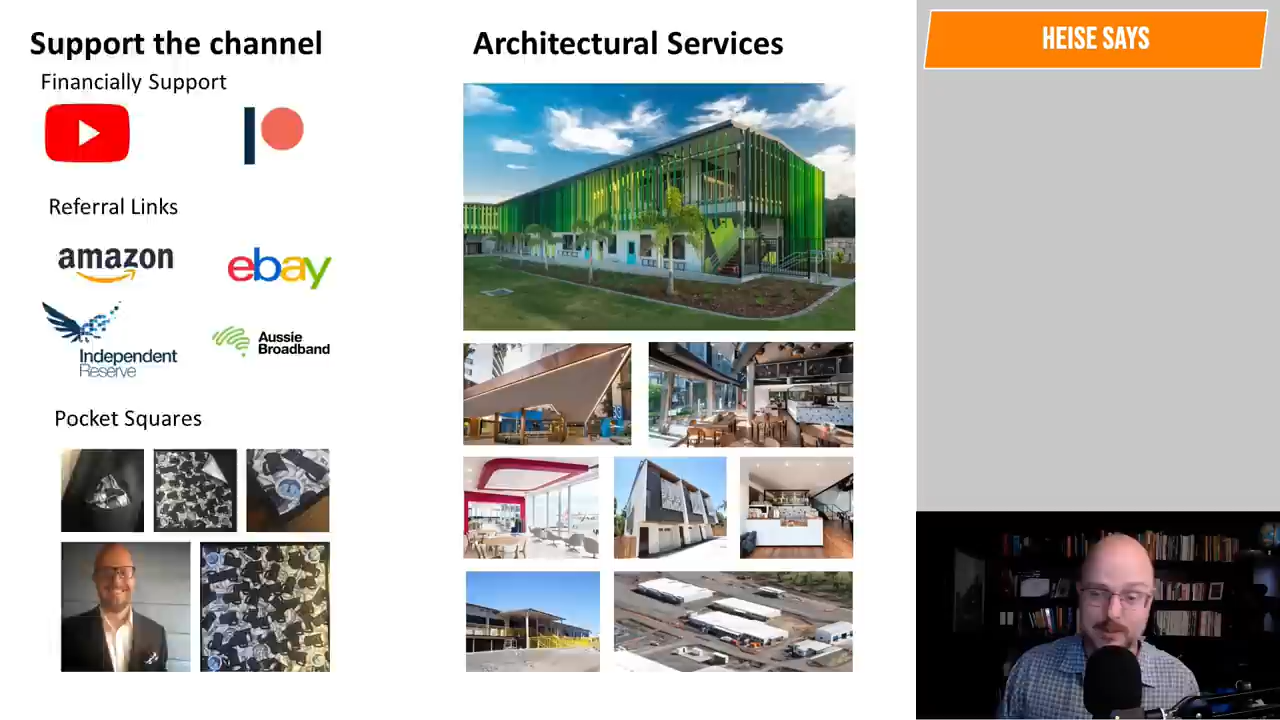 Support the channel
Financially Support
Referral Links
amazon
ebay
Independent
Reserve
Aussie
Broadband
Pocket Squares
Architectural Services
HEISE SAYS